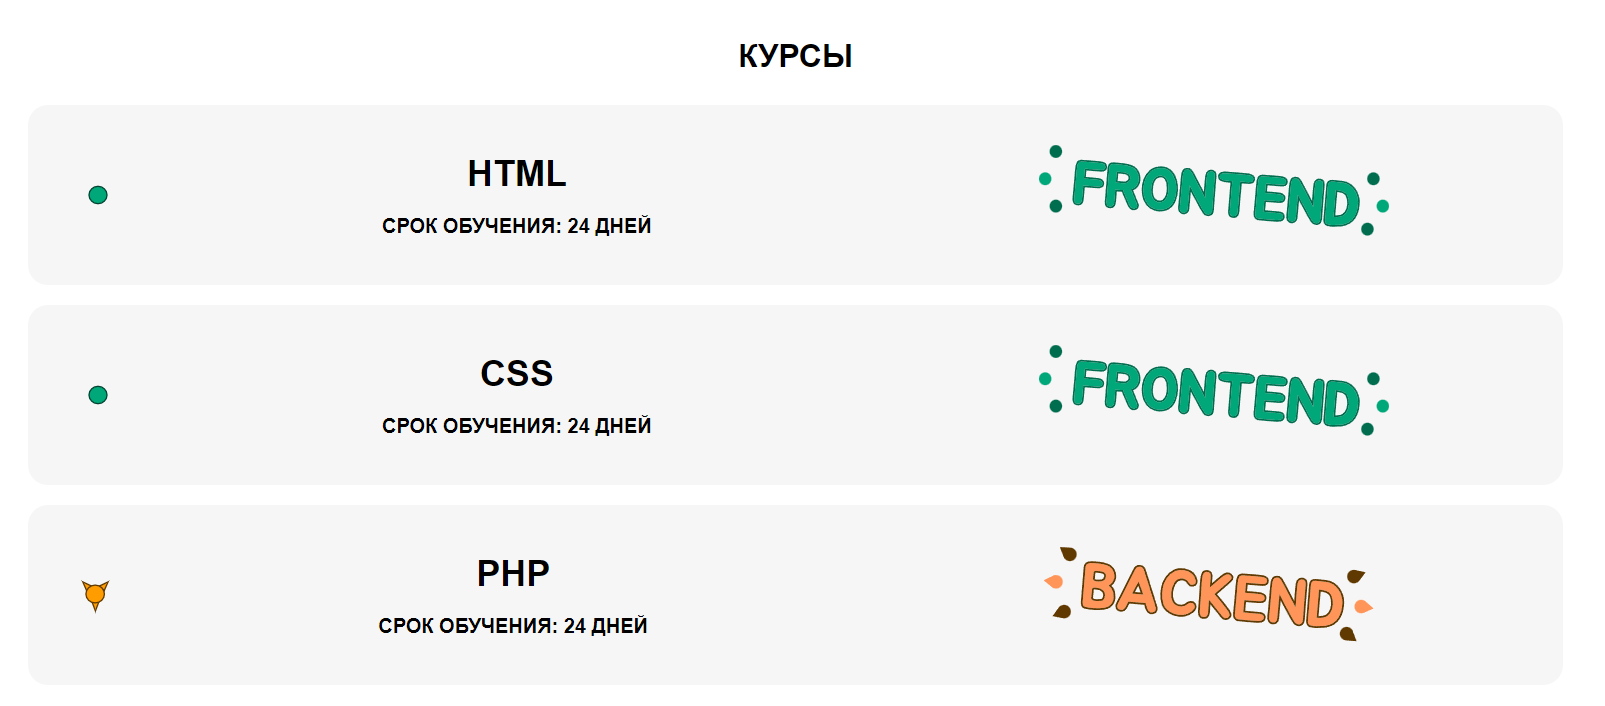 КУРСЫ
HTML
СРОК ОБУЧЕНИЯ: 24 ДНЕЙ
FRONTEND
CSS
СРОК ОБУЧЕНИЯ: 24 ДНЕЙ
FRONTEND
PHP
СРОК ОБУЧЕНИЯ: 24 ДНЕЙ
BACKEND